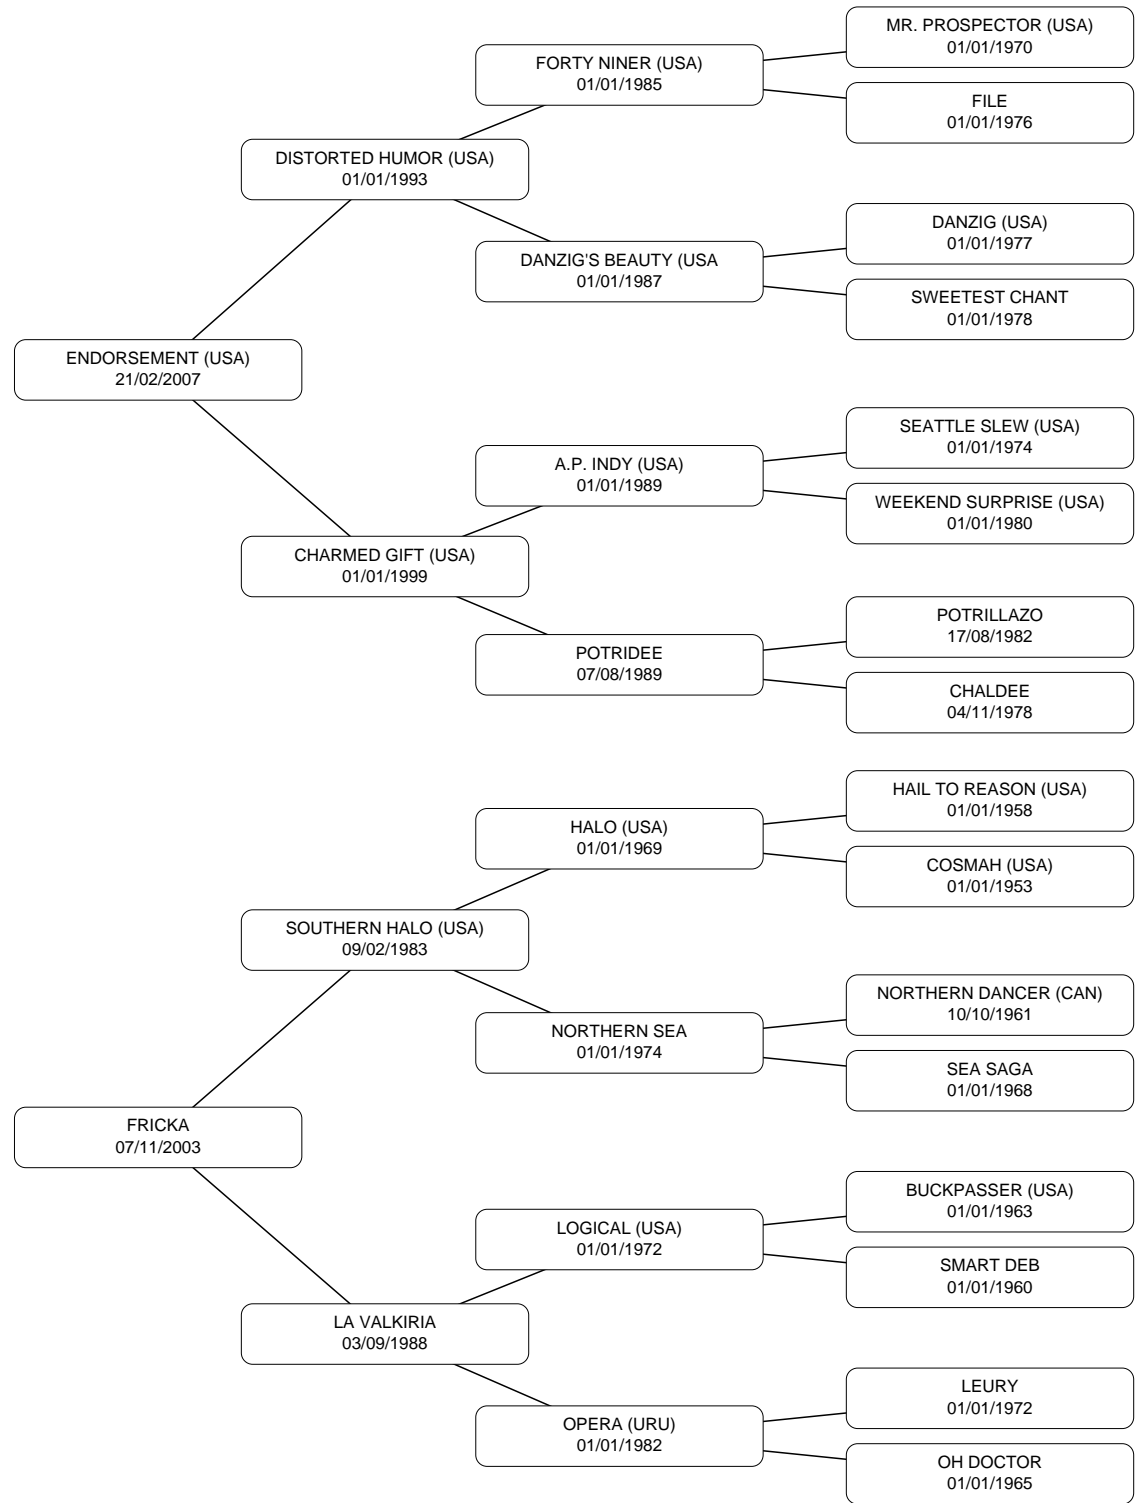 MR. PROSPECTOR (USA)
01/01/1970
FORTY NINER (USA)
01/01/1985
FILE
01/01/1976
DISTORTED HUMOR (USA)
01/01/1993
DANZIG (USA)
01/01/1977
DANZIG'S BEAUTY (USA
01/01/1987
SWEETEST CHANT
01/01/1978
ENDORSEMENT (USA)
21/02/2007
SEATTLE SLEW (USA)
01/01/1974
A.P. INDY (USA)
01/01/1989
WEEKEND SURPRISE (USA)
01/01/1980
CHARMED GIFT (USA)
01/01/1999
POTRILLAZO
17/08/1982
POTRIDEE
07/08/1989
CHALDEE
04/11/1978
HAIL TO REASON (USA)
01/01/1958
HALO (USA)
01/01/1969
COSMAH (USA)
01/01/1953
SOUTHERN HALO (USA)
09/02/1983
NORTHERN DANCER (CAN)
10/10/1961
NORTHERN SEA
01/01/1974
SEA SAGA
01/01/1968
FRICKA
07/11/2003
BUCKPASSER (USA)
01/01/1963
LOGICAL (USA)
01/01/1972
SMART DEB
01/01/1960
LA VALKIRIA
03/09/1988
LEURY
01/01/1972
OPERA (URU)
01/01/1982
OH DOCTOR
01/01/1965